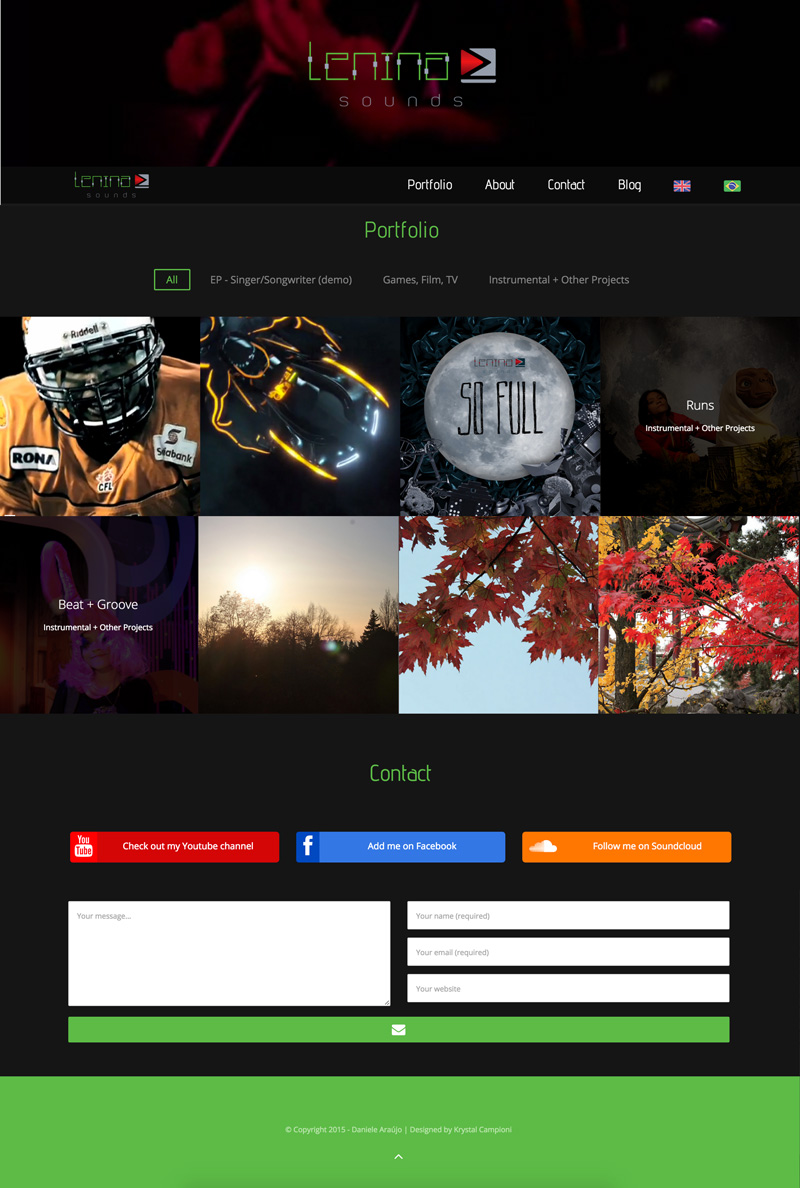 Lenina
sounds
Lenina
sounds
Portfolio About Contact Blog
Portfolio
All EP - Singer/Songwriter (demo) Games, Film, TV Instrumental + Other Projects
Riddell 2
RONA
Scotiabank
CFL
Lenina
SO FULL
Runs
Instrumental + Other Projects
Beat + Groove
Instrumental + Other Projects
Contact
You
Tube
Check out my Youtube channel
f
Add me on Facebook
Follow me on Soundcloud
Your message...
Your name (required)
Your email (required)
Your website
© Copyright 2015 - Daniele Araújo | Designed by Krystal Campioni